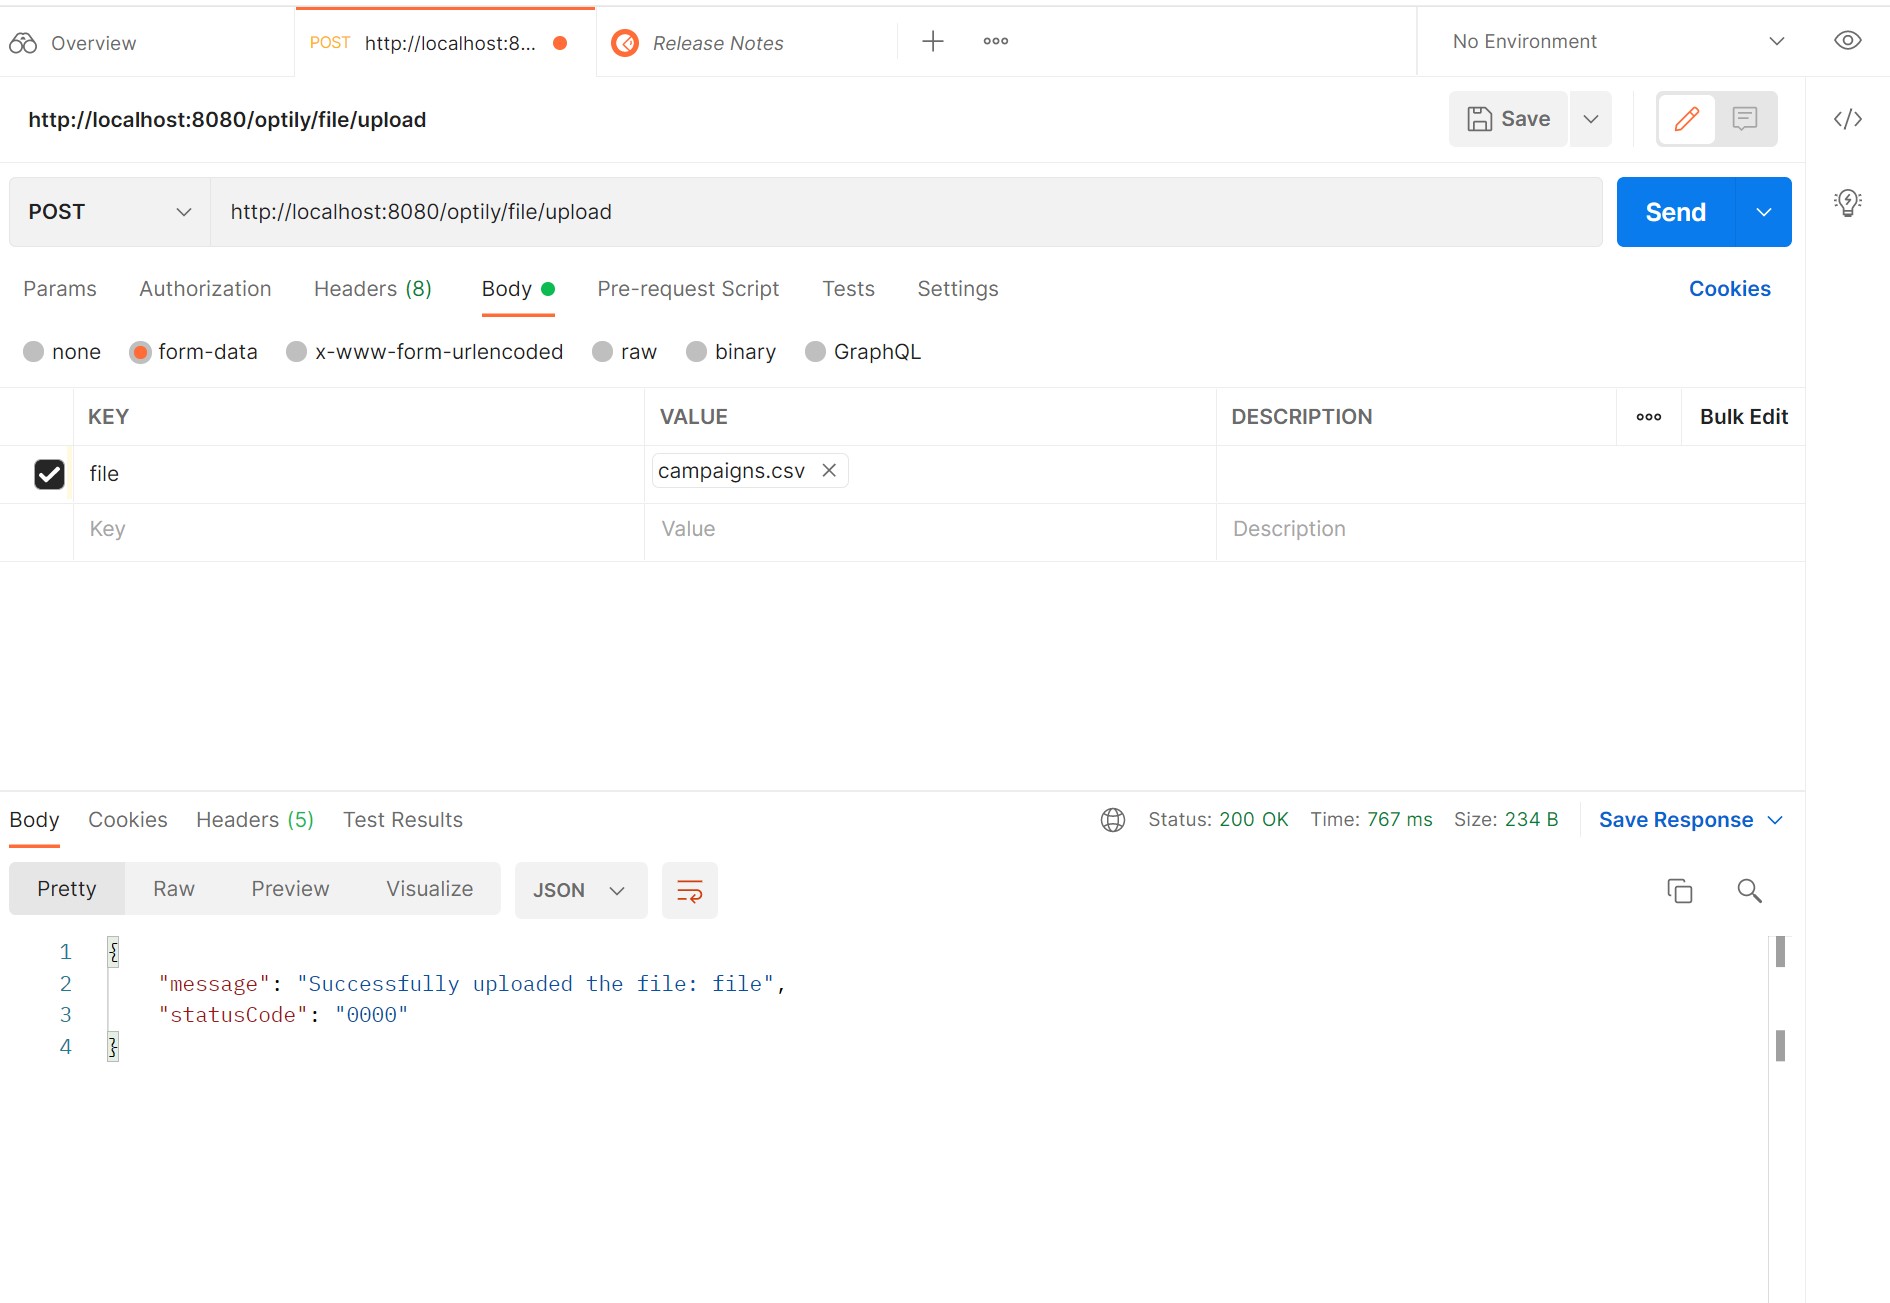 Overview POST http://localhost:8... Release Notes No Environment
http://localhost:8080/optily/file/upload Save
POST http://localhost:8080/optily/file/upload Send
Params Authorization Headers (8) Body Pre-request Script Tests Settings Cookies
none form-data x-www-form-urlencoded raw binary GraphQL
KEY VALUE DESCRIPTION Bulk Edit
file campaigns.csv
Key Value Description
Body Cookies Headers (5) Test Results Status: 200 OK Time: 767 ms Size: 234 B Save Response
Pretty Raw Preview Visualize JSON
1 {
2 "message": "Successfully uploaded the file: file",
3 "statusCode": "0000"
4 }